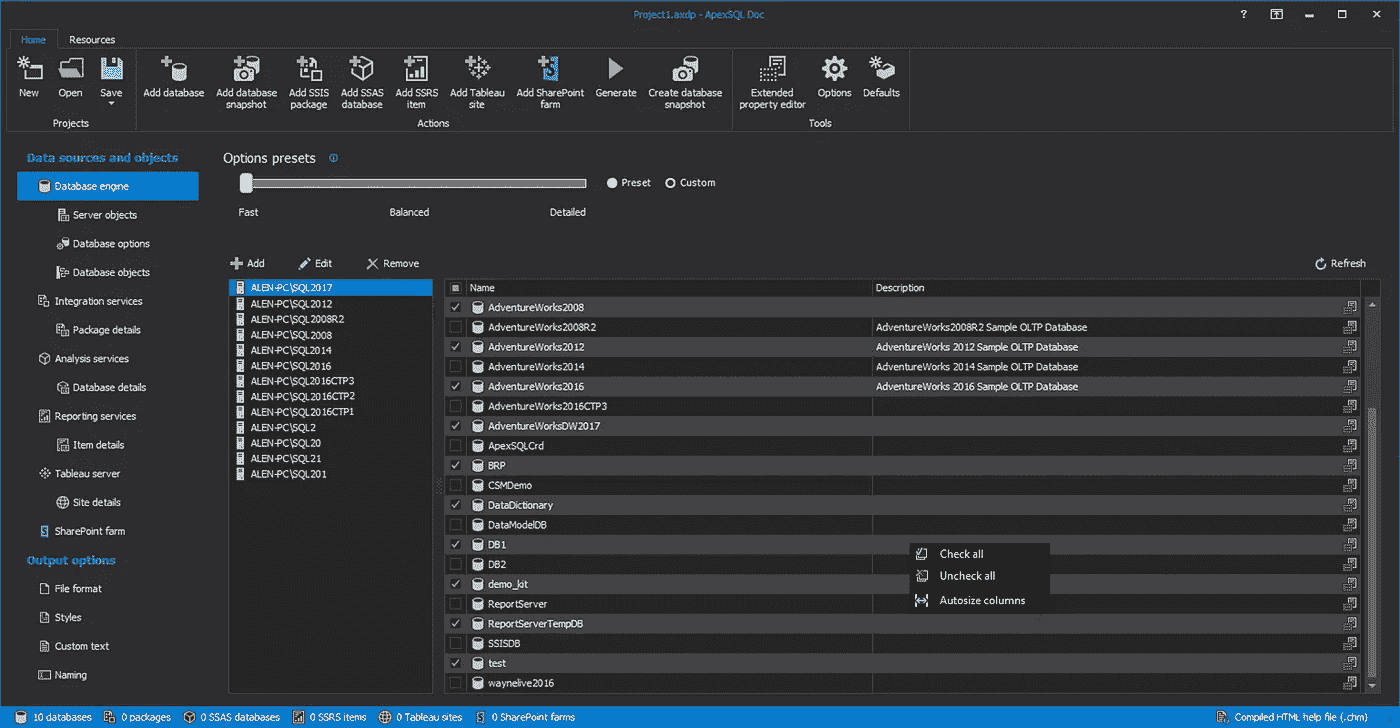 Project1.axdp - ApexSQL Doc
?
Home Resources
New Open Save
Add database
Add database snapshot
Add SSIS package
Add SSAS database
Add SSRS item
Add Tableau site
Add SharePoint farm
Generate
Create database snapshot
Extended property editor
Options
Defaults
Projects Actions Tools
Data sources and objects
Database engine
Server objects
Database options
Database objects
Integration services
Package details
Analysis services
Database details
Reporting services
Item details
Tableau server
Site details
SharePoint farm
Output options
File format
Styles
Custom text
Naming
Options presets
Preset Custom
Fast Balanced Detailed
Add Edit Remove Refresh
ALEN-PC\SQL2017
ALEN-PC\SQL2012
ALEN-PC\SQL2008R2
ALEN-PC\SQL2008
ALEN-PC\SQL2014
ALEN-PC\SQL2016
ALEN-PC\SQL2016CTP3
ALEN-PC\SQL2016CTP2
ALEN-PC\SQL2016CTP1
ALEN-PC\SQL2
ALEN-PC\SQL20
ALEN-PC\SQL21
ALEN-PC\SQL201
Name Description
AdventureWorks2008
AdventureWorks2008R2 AdventureWorks2008R2 Sample OLTP Database
AdventureWorks2012 AdventureWorks 2012 Sample OLTP Database
AdventureWorks2014 AdventureWorks 2014 Sample OLTP Database
AdventureWorks2016 AdventureWorks 2016 Sample OLTP Database
AdventureWorks2016CTP3
AdventureWorksDW2017
ApexSQLCrd
BRP
CSMDemo
DataDictionary
DataModelDB
DB1
DB2
demo_kit
ReportServer
ReportServerTempDB
SSISDB
test
waynelive2016
Check all
Uncheck all
Autosize columns
10 databases 0 packages 0 SSAS databases 0 SSRS items 0 Tableau sites 0 SharePoint farms Compiled HTML help file (.chm)